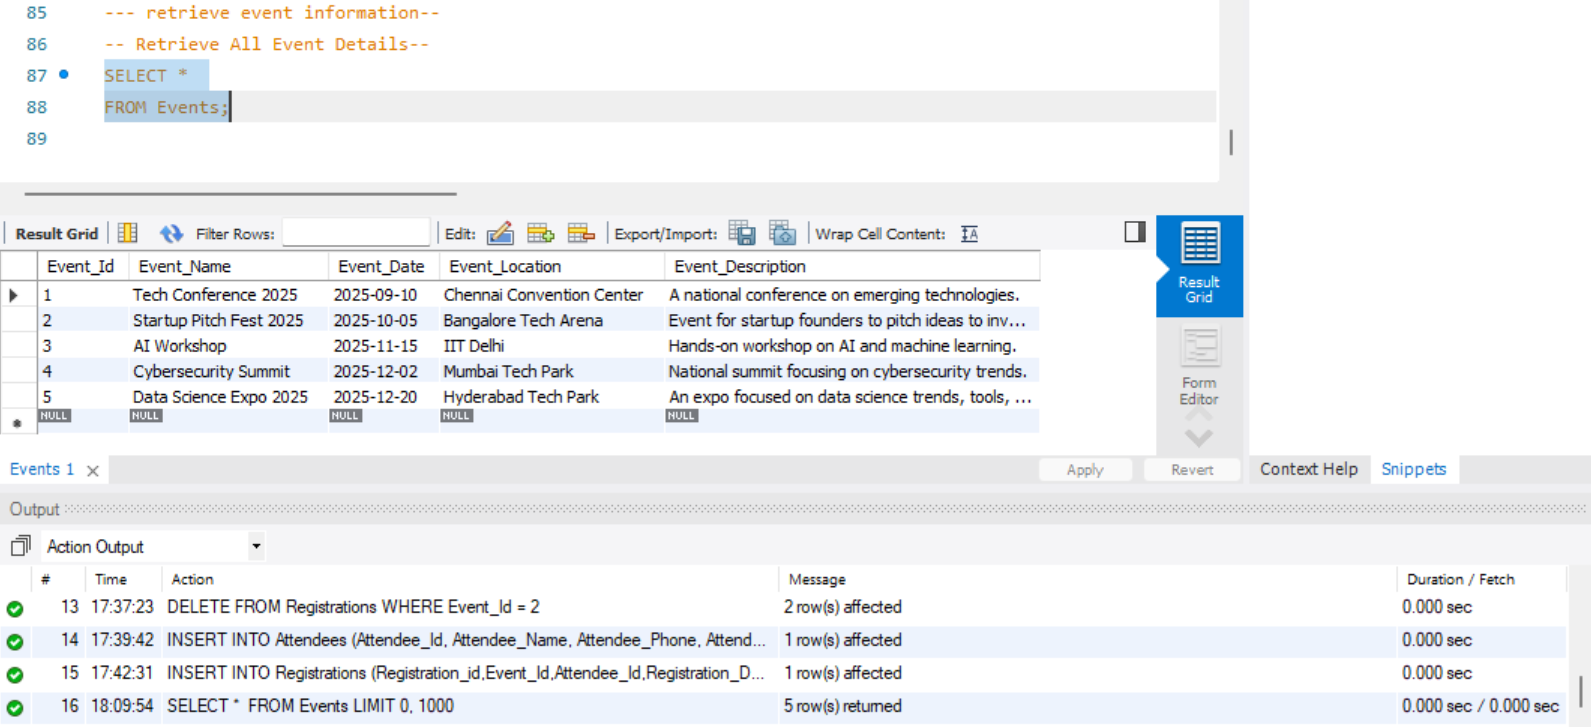 85 --- retrieve event information--
86 -- Retrieve All Event Details--
87 SELECT *
88 FROM Events;
89
Result Grid Filter Rows: Edit: Export/Import: Wrap Cell Content:
Event_Id Event_Name Event_Date Event_Location Event_Description
1 Tech Conference 2025 2025-09-10 Chennai Convention Center A national conference on emerging technologies.
2 Startup Pitch Fest 2025 2025-10-05 Bangalore Tech Arena Event for startup founders to pitch ideas to inv...
3 AI Workshop 2025-11-15 IIT Delhi Hands-on workshop on AI and machine learning.
4 Cybersecurity Summit 2025-12-02 Mumbai Tech Park National summit focusing on cybersecurity trends.
5 Data Science Expo 2025 2025-12-20 Hyderabad Tech Park An expo focused on data science trends, tools, ...
NULL NULL NULL NULL NULL
Result
Grid
Form
Editor
Events 1 Apply Revert Context Help Snippets
Output
Action Output
# Time Action Message Duration / Fetch
13 17:37:23 DELETE FROM Registrations WHERE Event_Id = 2 2 row(s) affected 0.000 sec
14 17:39:42 INSERT INTO Attendees (Attendee_Id, Attendee_Name, Attendee_Phone, Attend... 1 row(s) affected 0.000 sec
15 17:42:31 INSERT INTO Registrations (Registration_id,Event_Id,Attendee_Id,Registration_D... 1 row(s) affected 0.000 sec
16 18:09:54 SELECT * FROM Events LIMIT 0, 1000 5 row(s) returned 0.000 sec / 0.000 sec